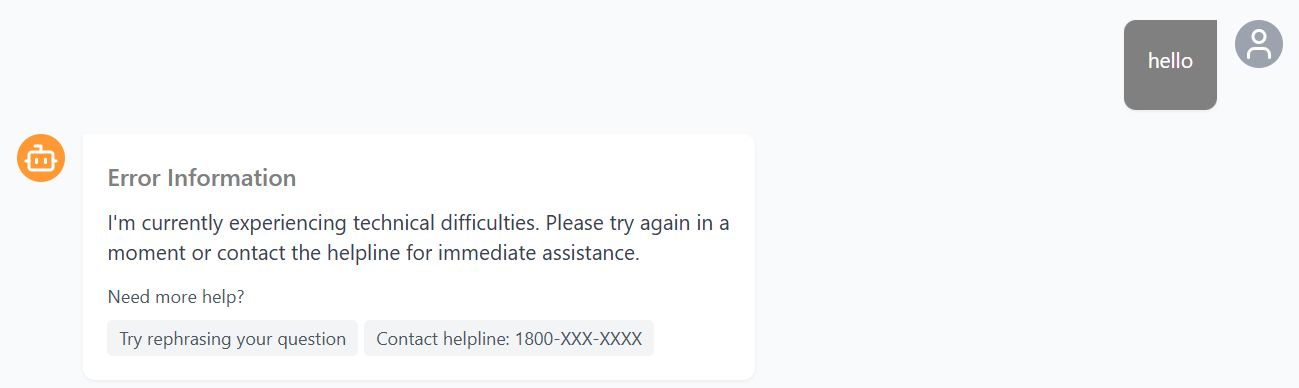 hello
Error Information
I'm currently experiencing technical difficulties. Please try again in a
moment or contact the helpline for immediate assistance.
Need more help?
Try rephrasing your question
Contact helpline: 1800-XXX-XXXX